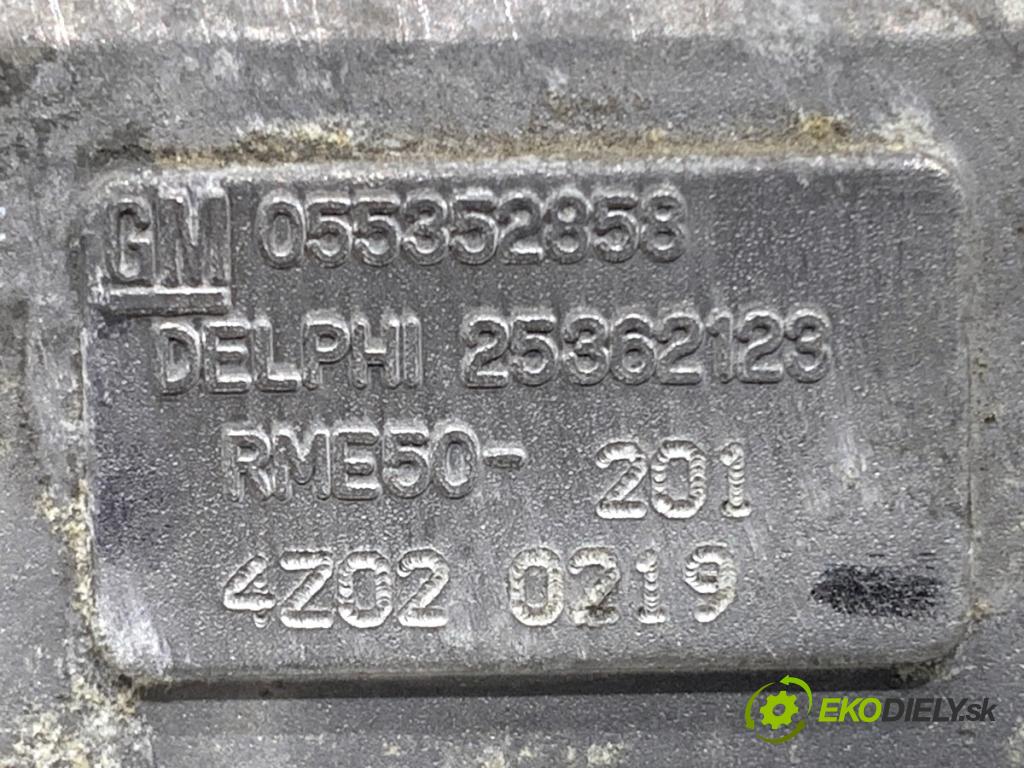 GM 055352858
DELPHI 25362123
RME50- 201
4Z02 0219
EKODIELY.sk